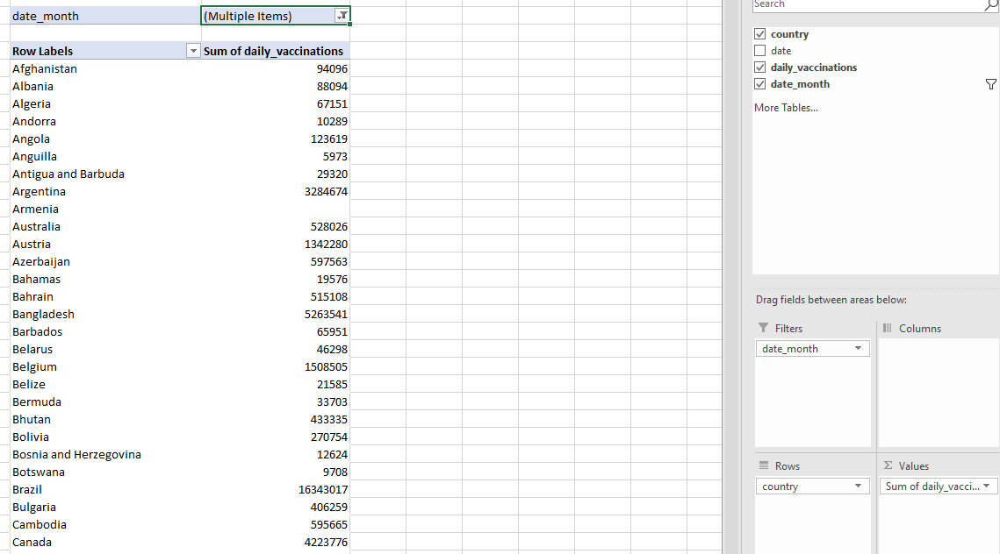 date_month (Multiple Items)
Row Labels Sum of daily_vaccinations
Afghanistan 94096
Albania 88094
Algeria 67151
Andorra 10289
Angola 123619
Anguilla 5973
Antigua and Barbuda 29320
Argentina 3284674
Armenia
Australia 528026
Austria 1342280
Azerbaijan 597563
Bahamas 19576
Bahrain 515108
Bangladesh 5263541
Barbados 65951
Belarus 46298
Belgium 1508505
Belize 21585
Bermuda 33703
Bhutan 433335
Bolivia 270754
Bosnia and Herzegovina 12624
Botswana 9708
Brazil 16343017
Bulgaria 406259
Cambodia 595665
Canada 4223776
Search
country
date
daily_vaccinations
date_month
More Tables...
Drag fields between areas below:
Filters
date_month
Columns
Rows
country
Σ Values
Sum of daily_vacci...